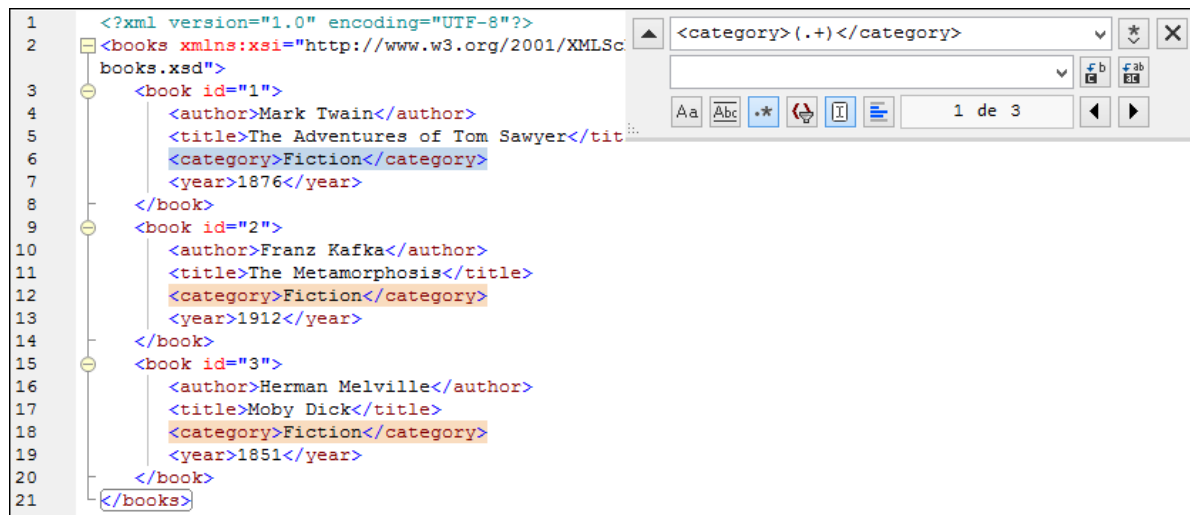 1 <?xml version="1.0" encoding="UTF-8"?>
2 <books xmlns:xsi="http://www.w3.org/2001/XMLSc
books.xsd">
3 <book id="1">
4 <author>Mark Twain</author>
5 <title>The Adventures of Tom Sawyer</tit
6 <category>Fiction</category>
7 <year>1876</year>
8 </book>
9 <book id="2">
10 <author>Franz Kafka</author>
11 <title>The Metamorphosis</title>
12 <category>Fiction</category>
13 <year>1912</year>
14 </book>
15 <book id="3">
16 <author>Herman Melville</author>
17 <title>Moby Dick</title>
18 <category>Fiction</category>
19 <year>1851</year>
20 </book>
21 </books>
<category>(.+)</category>
Aa Abc .* 1 de 3